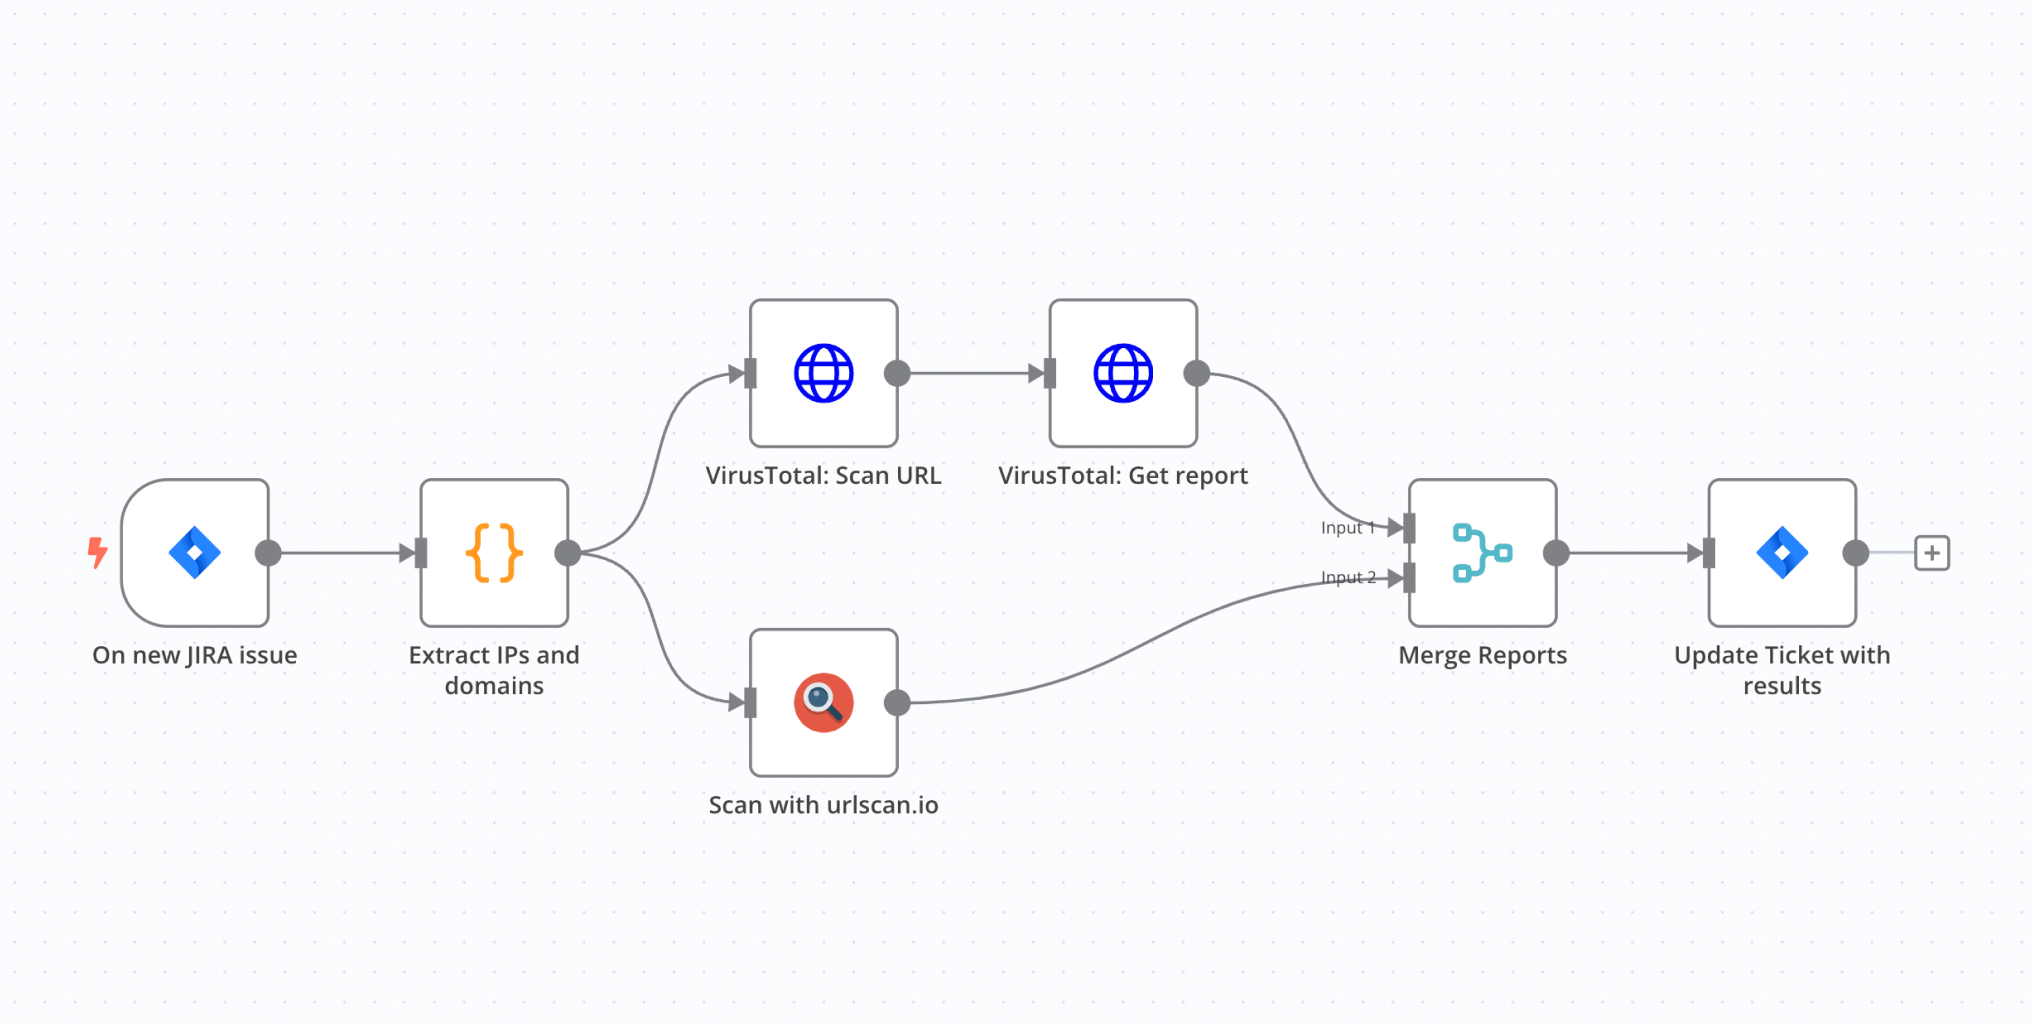 VirusTotal: Scan URL
VirusTotal: Get report
Input 1
Input 2
On new JIRA issue
Extract IPs and
domains
Merge Reports
Update Ticket with
results
Scan with urlscan.io